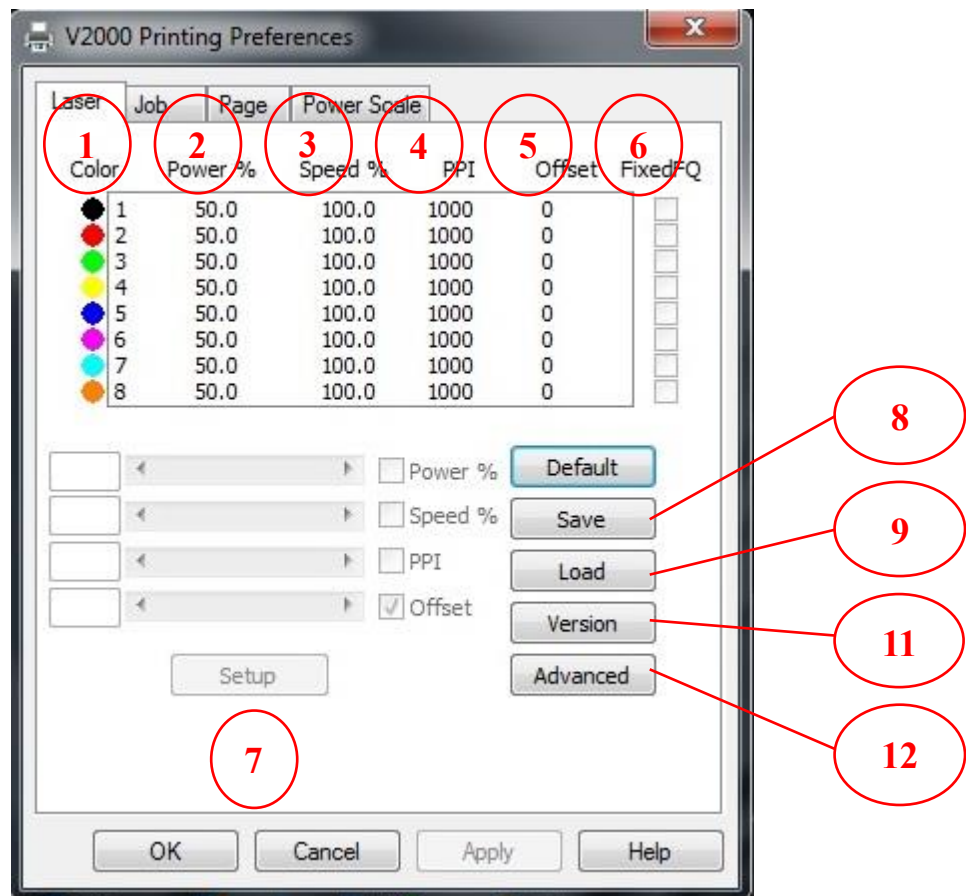 V2000 Printing Preferences
Laser Job Page Power Scale
1 2 3 4 5 6
Color Power % Speed % PPI Offset FixedFQ
1 50.0 100.0 1000 0
2 50.0 100.0 1000 0
3 50.0 100.0 1000 0
4 50.0 100.0 1000 0
5 50.0 100.0 1000 0
6 50.0 100.0 1000 0
7 50.0 100.0 1000 0
8 50.0 100.0 1000 0
8
Power % Default
Speed % Save
9
PPI Load
Offset Version
11
Setup Advanced
7
12
OK Cancel Apply Help